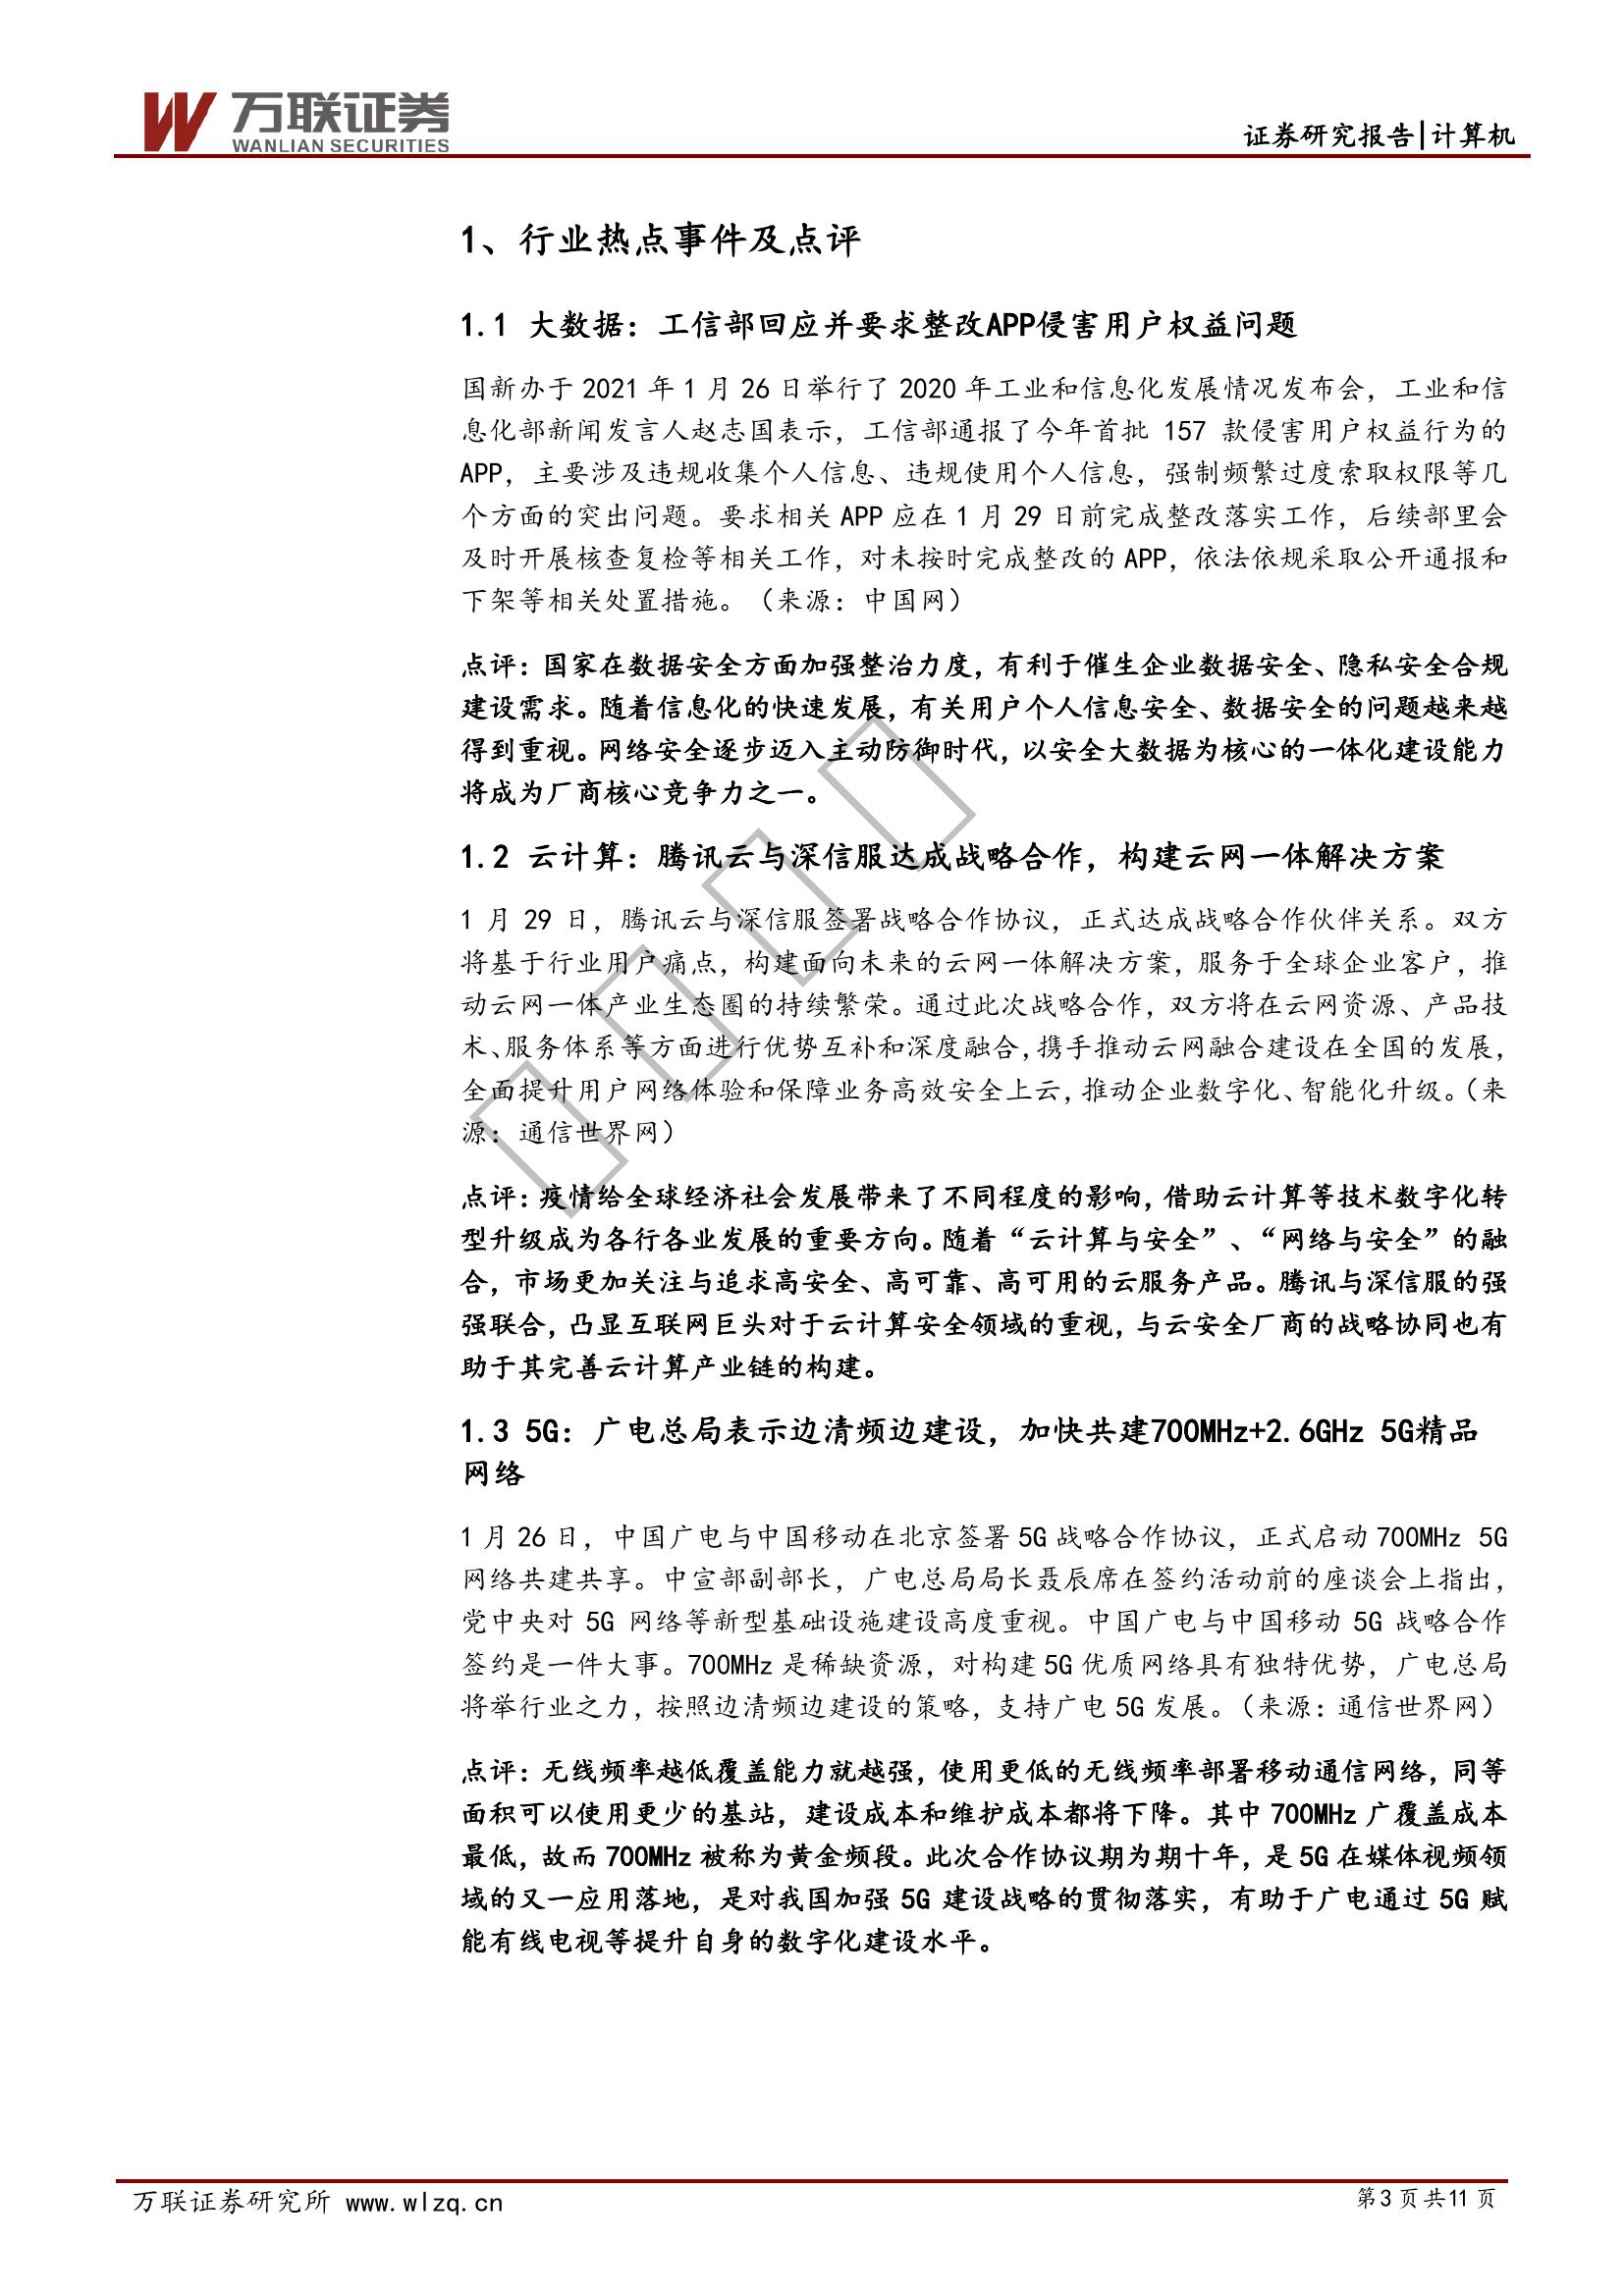 万联证券
WANLIAN SECURITIES
证券研究报告|计算机
1、行业热点事件及点评
1.1 大数据：工信部回应并要求整改APP侵害用户权益问题
国新办于 2021 年 1 月 26 日举行了 2020 年工业和信息化发展情况发布会，工业和信
息化部新闻发言人赵志国表示，工信部通报了今年首批 157 款侵害用户权益行为的
APP，主要涉及违规收集个人信息、违规使用个人信息，强制频繁过度索取权限等几
个方面的突出问题。要求相关 APP 应在 1 月 29 日前完成整改落实工作，后续部里会
及时开展核查复检等相关工作，对未按时完成整改的 APP，依法依规采取公开通报和
下架等相关处置措施。（来源：中国网）
点评：国家在数据安全方面加强整治力度，有利于催生企业数据安全、隐私安全合规
建设需求。随着信息化的快速发展，有关用户个人信息安全、数据安全的问题越来越
得到重视。网络安全逐步迈入主动防御时代，以安全大数据为核心的一体化建设能力
将成为厂商核心竞争力之一。
1.2 云计算：腾讯云与深信服达成战略合作，构建云网一体解决方案
1 月 29 日，腾讯云与深信服签署战略合作协议，正式达成战略合作伙伴关系。双方
将基于行业用户痛点，构建面向未来的云网一体解决方案，服务于全球企业客户，推
动云网一体产业生态圈的持续繁荣。通过此次战略合作，双方将在云网资源、产品技
术、服务体系等方面进行优势互补和深度融合，携手推动云网融合建设在全国的发展，
全面提升用户网络体验和保障业务高效安全上云，推动企业数字化、智能化升级。（来
源：通信世界网）
点评：疫情给全球经济社会发展带来了不同程度的影响，借助云计算等技术数字化转
型升级成为各行各业发展的重要方向。随着“云计算与安全”、“网络与安全”的融
合，市场更加关注与追求高安全、高可靠、高可用的云服务产品。腾讯与深信服的强
强联合，凸显互联网巨头对于云计算安全领域的重视，与云安全厂商的战略协同也有
助于其完善云计算产业链的构建。
1.3 5G：广电总局表示边清频边建设，加快共建700MHz+2.6GHz 5G精品
网络
1 月 26 日，中国广电与中国移动在北京签署 5G 战略合作协议，正式启动 700MHz 5G
网络共建共享。中宣部副部长，广电总局局长聂辰席在签约活动前的座谈会上指出，
党中央对 5G 网络等新型基础设施建设高度重视。中国广电与中国移动 5G 战略合作
签约是一件大事。700MHz 是稀缺资源，对构建 5G 优质网络具有独特优势，广电总局
将举行业之力，按照边清频边建设的策略，支持广电 5G 发展。（来源：通信世界网）
点评：无线频率越低覆盖能力就越强，使用更低的无线频率部署移动通信网络，同等
面积可以使用更少的基站，建设成本和维护成本都将下降。其中 700MHz 广覆盖成本
最低，故而 700MHz 被称为黄金频段。此次合作协议期为期十年，是 5G 在媒体视频领
域的又一应用落地，是对我国加强 5G 建设战略的贯彻落实，有助于广电通过 5G 赋
能有线电视等提升自身的数字化建设水平。
万联证券研究所 www.wlzq.cn
第 3 页 共 11 页